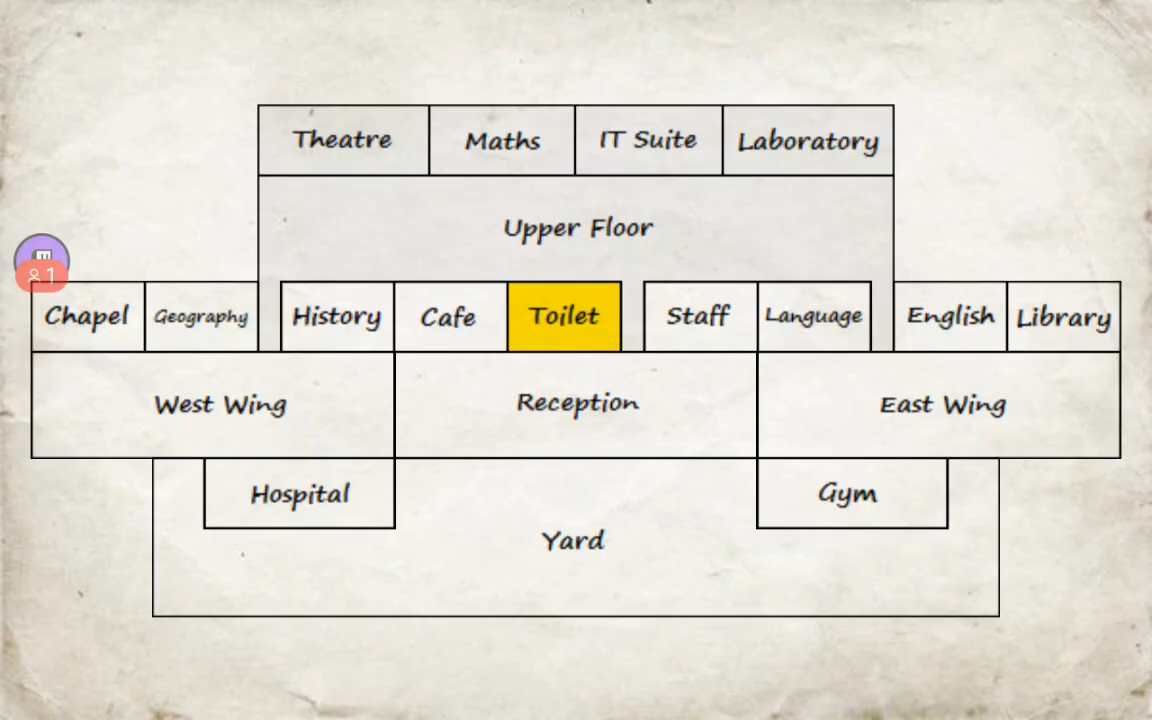 Theatre
Maths
IT Suite
Laboratory
Upper Floor
1
Chapel
Geography
History
Cafe
Toilet
Staff
Language
English
Library
West Wing
Reception
East Wing
Hospital
Gym
Yard